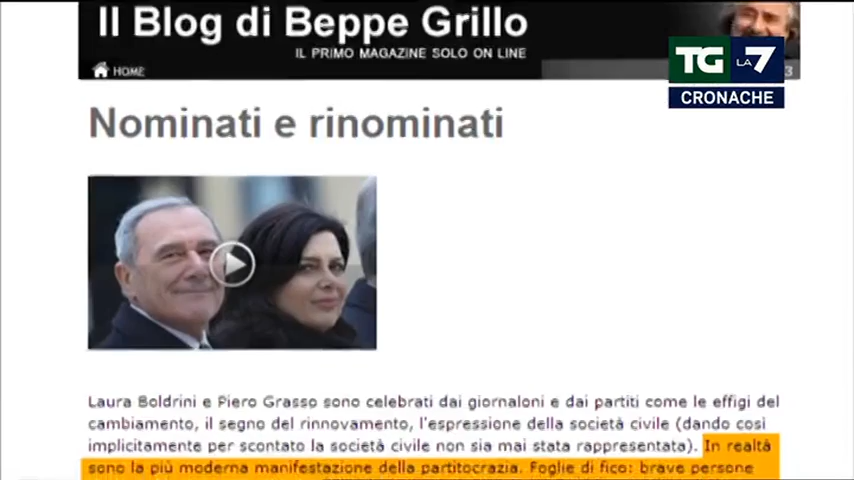 Il Blog di Beppe Grillo
IL PRIMO MAGAZINE SOLO ON LINE
HOME
3
TG LA 7
CRONACHE
Nominati e rinominati
Laura Boldrini e Piero Grasso sono celebrati dai giornaloni e dai partiti come le effigi del
cambiamento, il segno del rinnovamento, l'espressione della società civile (dando così
implicitamente per scontato la società civile non sia mai stata rappresentata). In realtà
sono la più moderna manifestazione della partitocrazia. Foglie di fico: brave persone